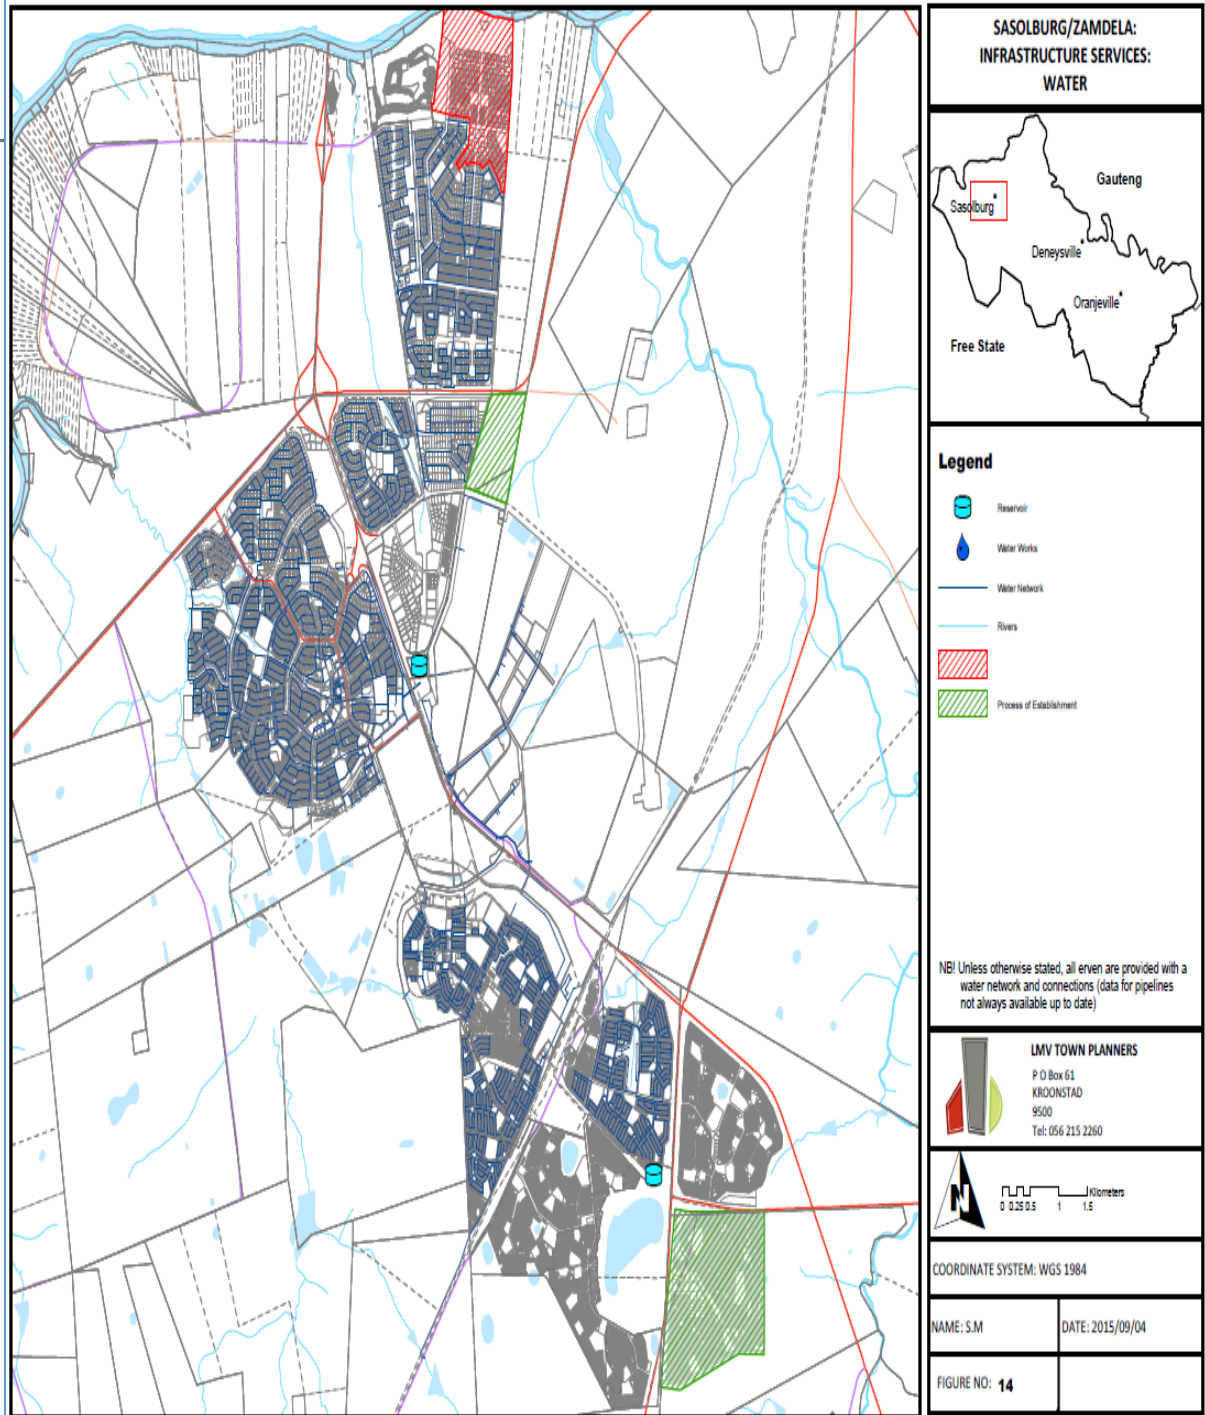 SASOLBURG/ZAMDELA:
INFRASTRUCTURE SERVICES:
WATER
Gauteng
Sasolburg
Deneysville
Oranjeville
Free State
Legend
Reservoir
Water Works
Water Network
Rivers
Process of Establishment
NB! Unless otherwise stated, all erven are provided with a
water network and connections (data for pipelines
not always available up to date)
LMV TOWN PLANNERS
P O Box 61
KROONSTAD
9500
Tel: 056 215 2260
N
Kilometers
0 0.25 0.5 1 1.5
COORDINATE SYSTEM: WGS 1984
NAME: S.M
DATE: 2015/09/04
FIGURE NO: 14